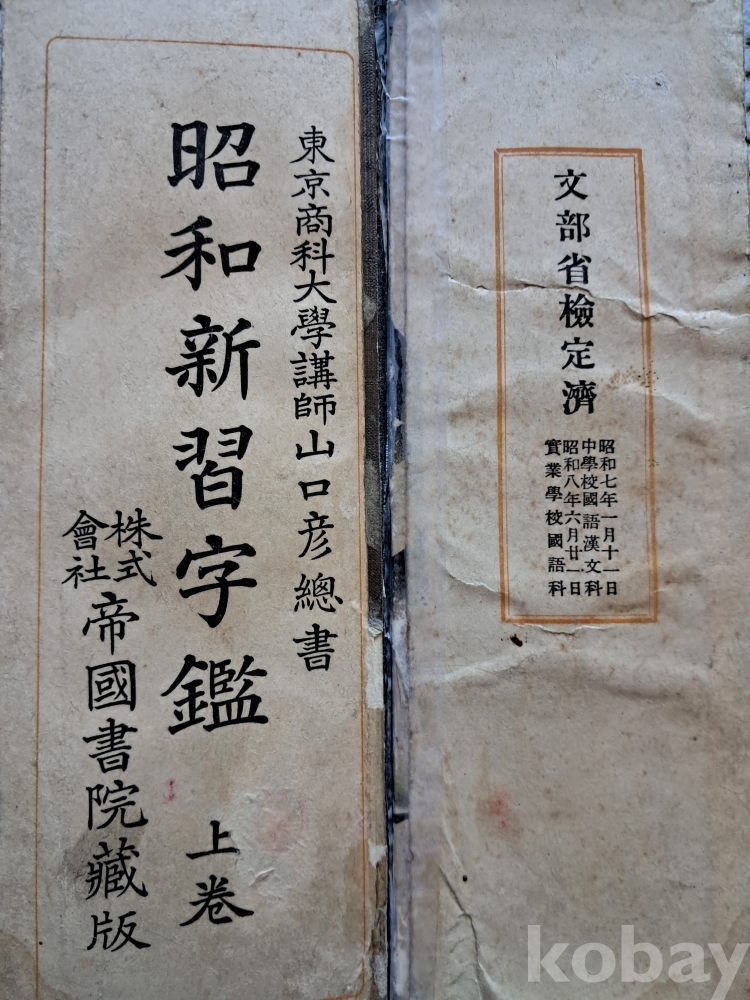 文部省檢定濟
昭和七年一月十一日
中學校國語漢文科
昭和八年六月廿一日
實業學校國語科
東京商科大學講師山口彦總書
昭和新習字鑑 上卷
株式會社帝國書院藏版
kobay